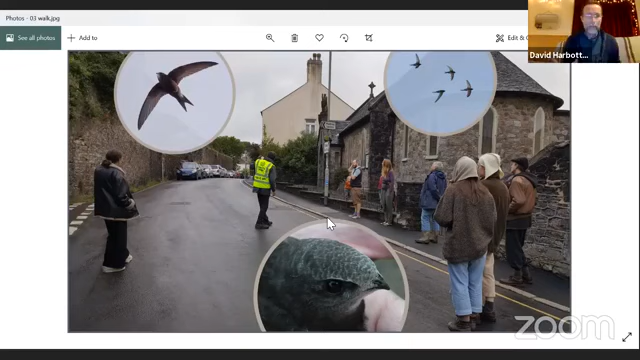 Photos - 03 walk.jpg
See all photos
+ Add to
Edit & C
David Harbott...
zoom